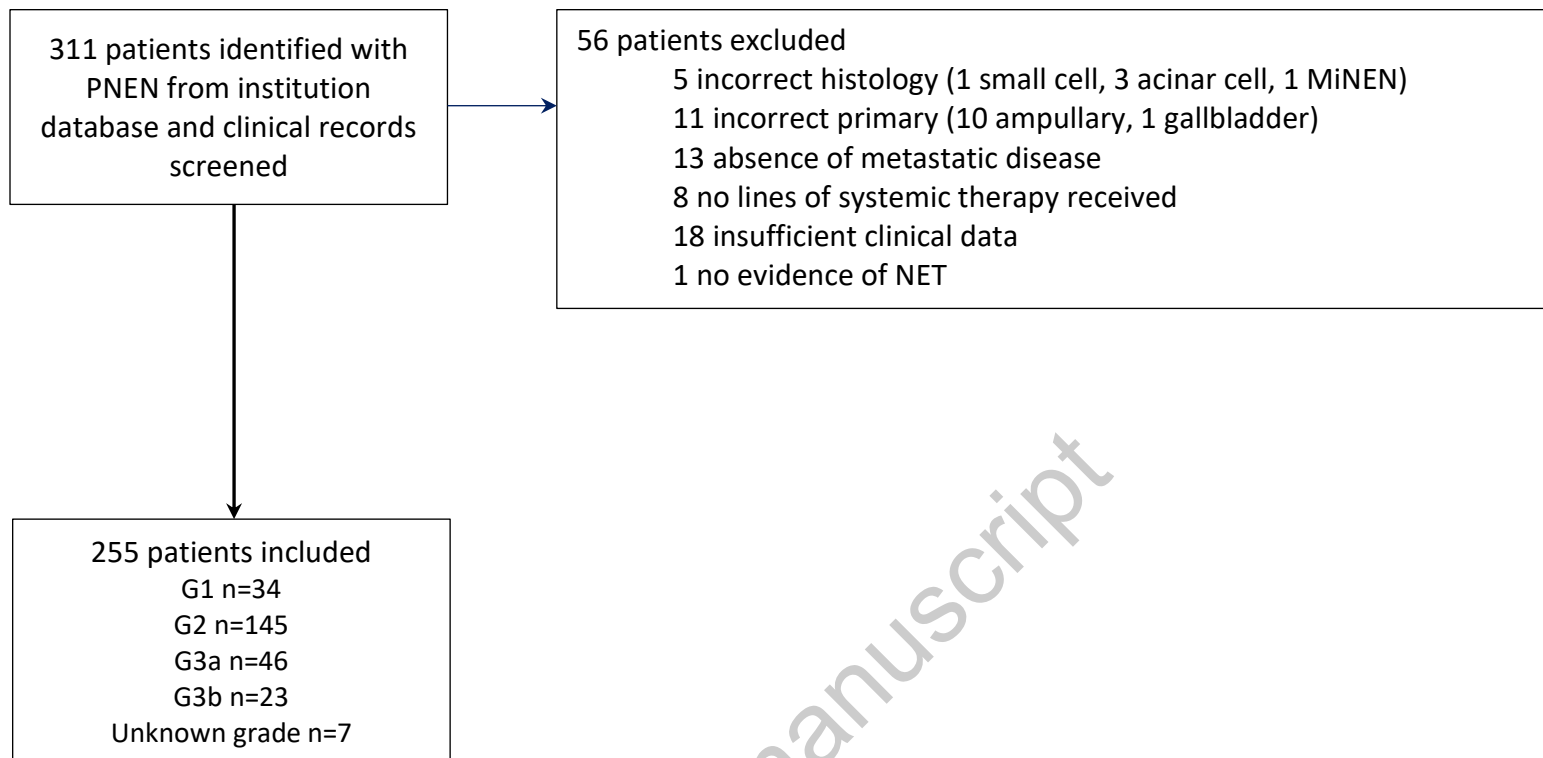 311 patients identified with
PNEN from institution
database and clinical records
screened
56 patients excluded
5 incorrect histology (1 small cell, 3 acinar cell, 1 MiNEN)
11 incorrect primary (10 ampullary, 1 gallbladder)
13 absence of metastatic disease
8 no lines of systemic therapy received
18 insufficient clinical data
1 no evidence of NET
255 patients included
G1 n=34
G2 n=145
G3a n=46
G3b n=23
Unknown grade n=7
manuscript